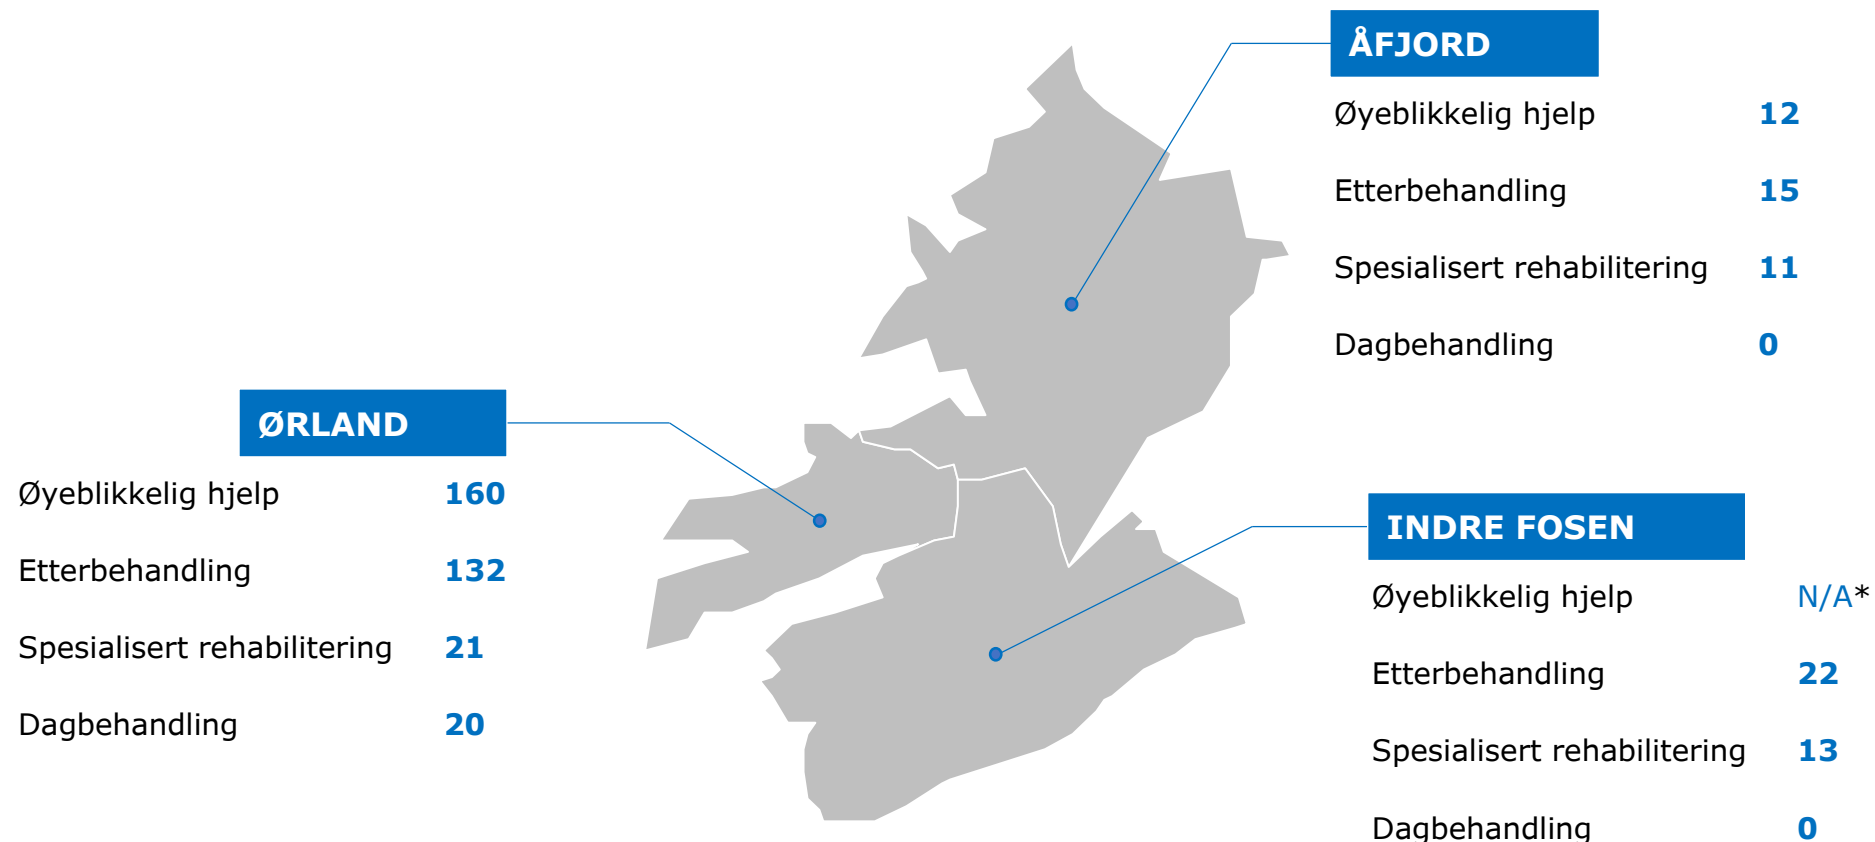 ÅFJORD
Øyeblikkelig hjelp 12
Etterbehandling 15
Spesialisert rehabilitering 11
Dagbehandling 0
ØRLAND
Øyeblikkelig hjelp 160
Etterbehandling 132
Spesialisert rehabilitering 21
Dagbehandling 20
INDRE FOSEN
Øyeblikkelig hjelp N/A*
Etterbehandling 22
Spesialisert rehabilitering 13
Dagbehandling 0